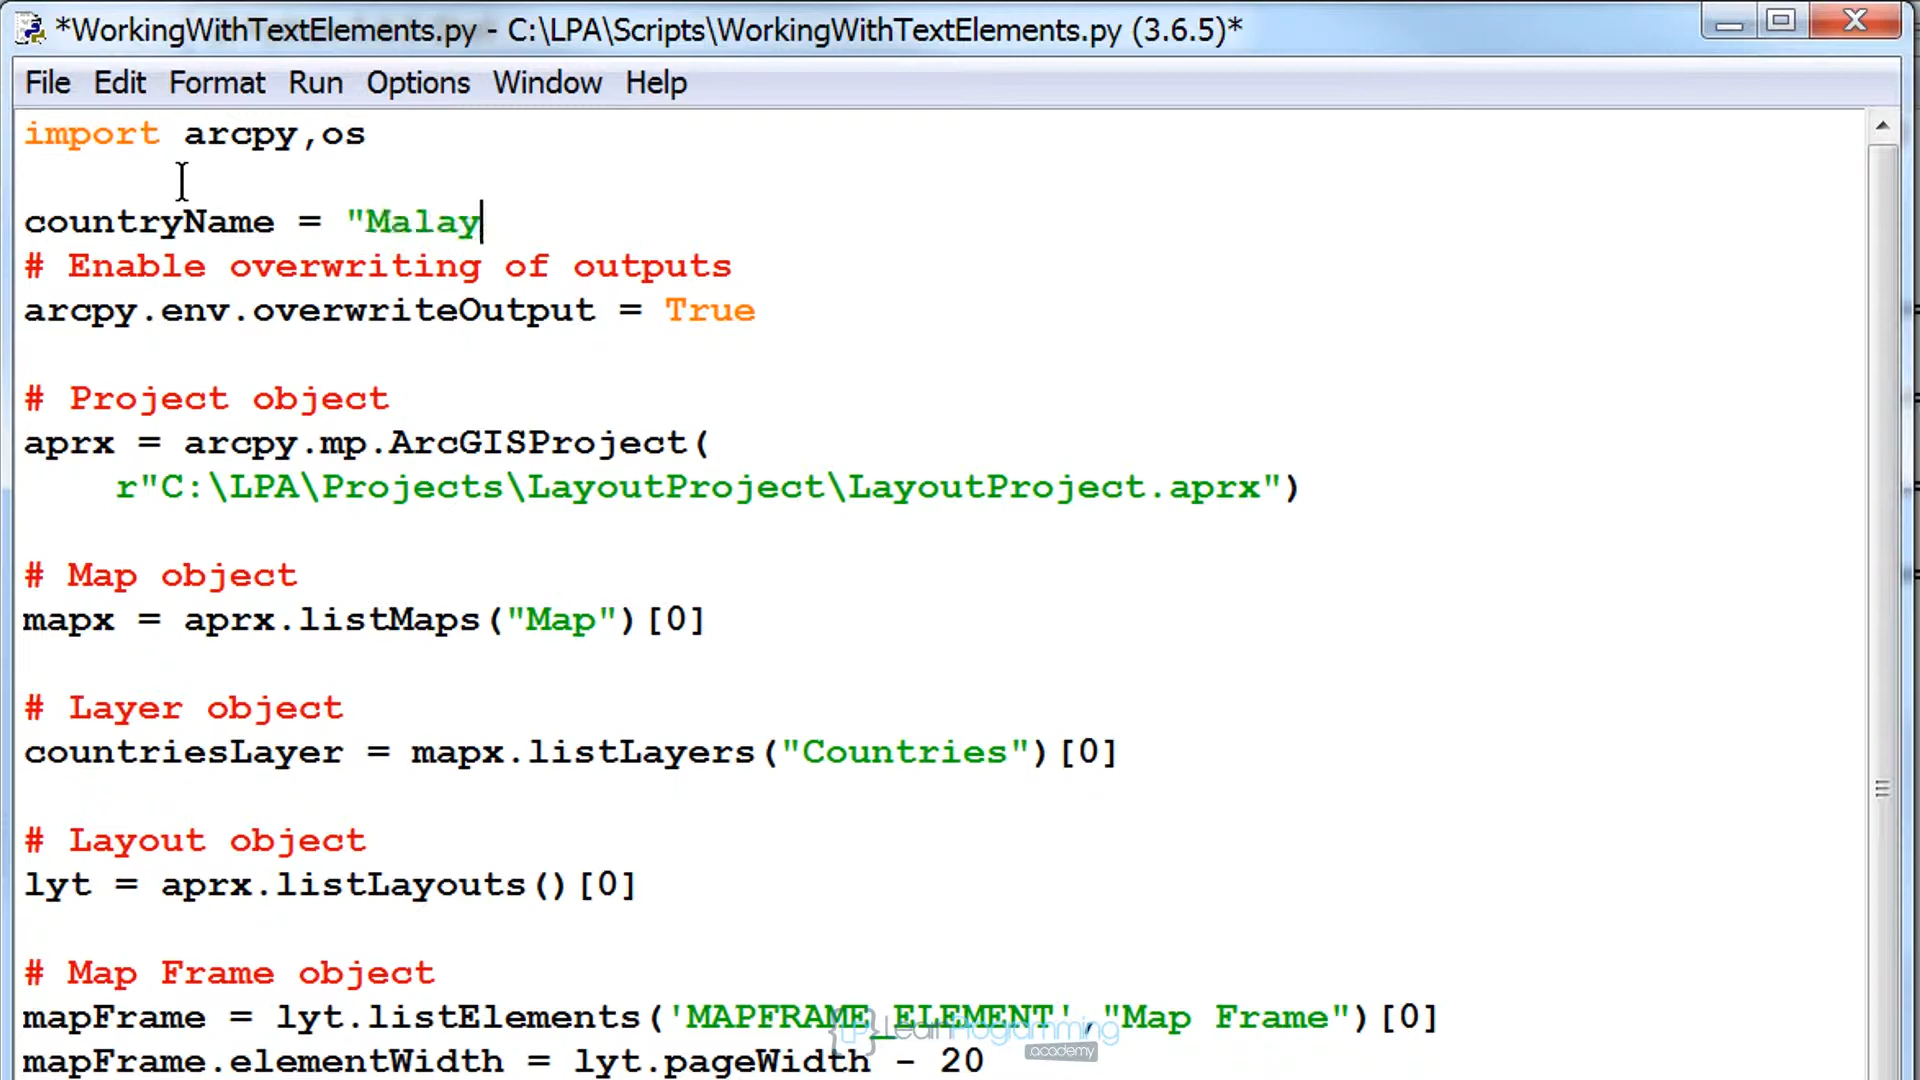 *WorkingWithTextElements.py - C:\LPA\Scripts\WorkingWithTextElements.py (3.6.5)*
File Edit Format Run Options Window Help
import arcpy,os
countryName = "Malay
# Enable overwriting of outputs
arcpy.env.overwriteOutput = True
# Project object
aprx = arcpy.mp.ArcGISProject(
    r"C:\LPA\Projects\LayoutProject\LayoutProject.aprx")
# Map object
mapx = aprx.listMaps("Map")[0]
# Layer object
countriesLayer = mapx.listLayers("Countries")[0]
# Layout object
lyt = aprx.listLayouts()[0]
# Map Frame object
mapFrame = lyt.listElements('MAPFRAME_ELEMENT',"Map Frame")[0]
{LP} LearnProgramming
.academy
mapFrame.elementWidth = lyt.pageWidth - 20